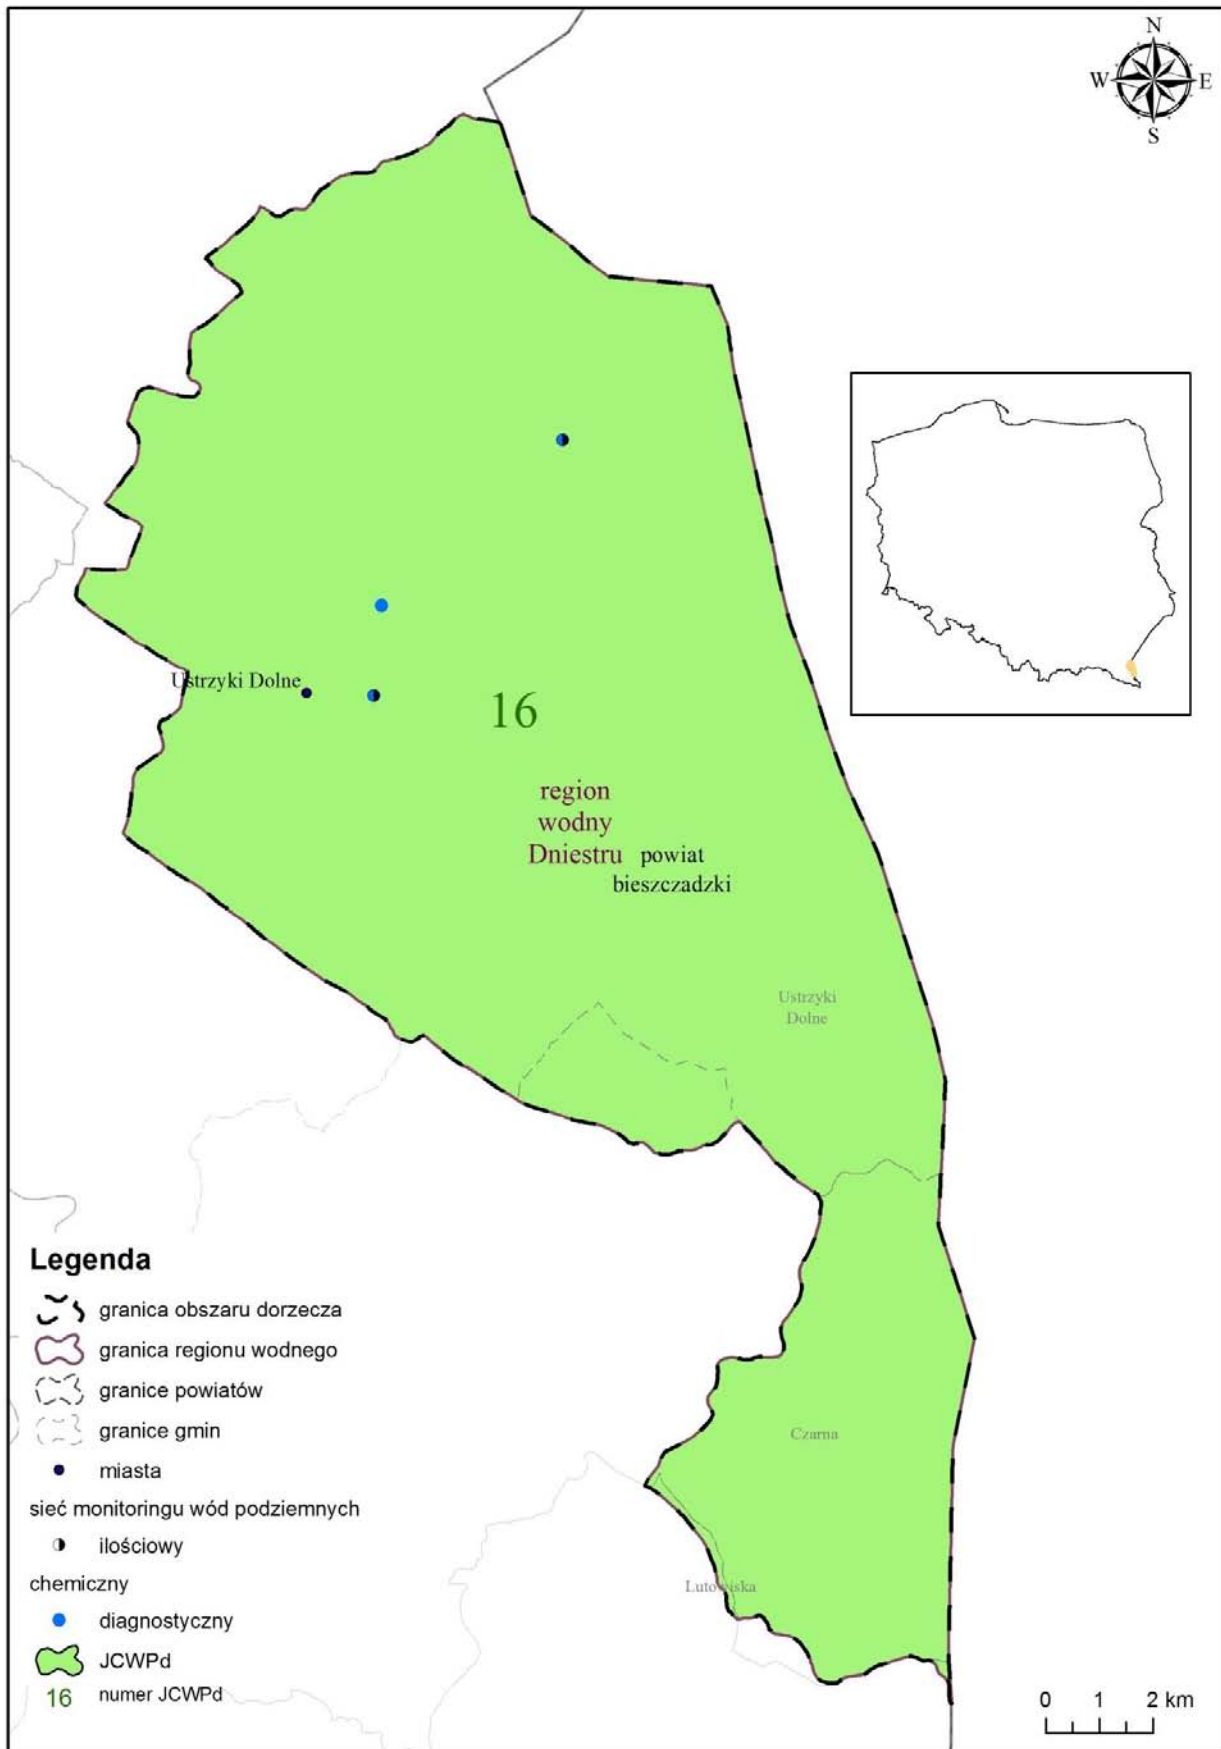 N
W E
S
Ustrzyki Dolne
16
region
wodny
Dniestru
powiat
bieszczadzki
Ustrzyki
Dolne
Czarna
Lutowiska
Legenda
granica obszaru dorzecza
granica regionu wodnego
granice powiatów
granice gmin
miasta
sieć monitoringu wód podziemnych
ilościowy
chemiczny
diagnostyczny
JCWPd
16 numer JCWPd
0 1 2 km